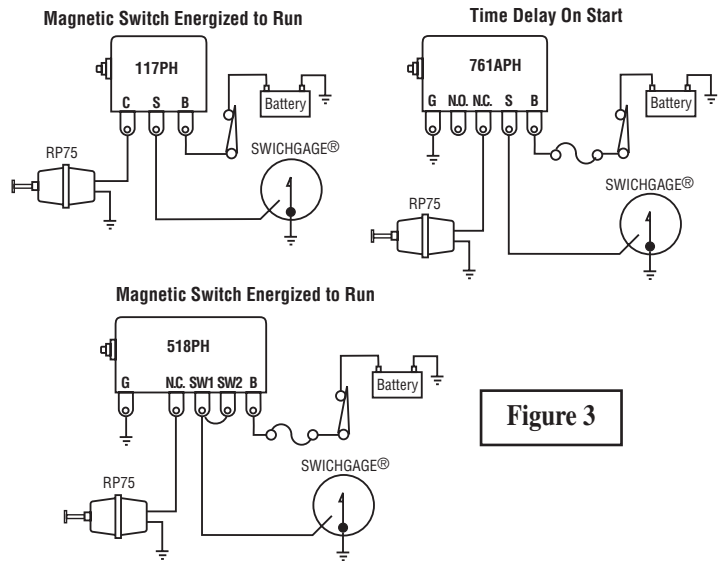 Magnetic Switch Energized to Run
117PH
C S B
Battery
RP75
SWICHGAGE®
Time Delay On Start
761APH
G N.O. N.C. S B
Battery
RP75
SWICHGAGE®
Magnetic Switch Energized to Run
518PH
G N.C. SW1 SW2 B
Battery
RP75
SWICHGAGE®
Figure 3